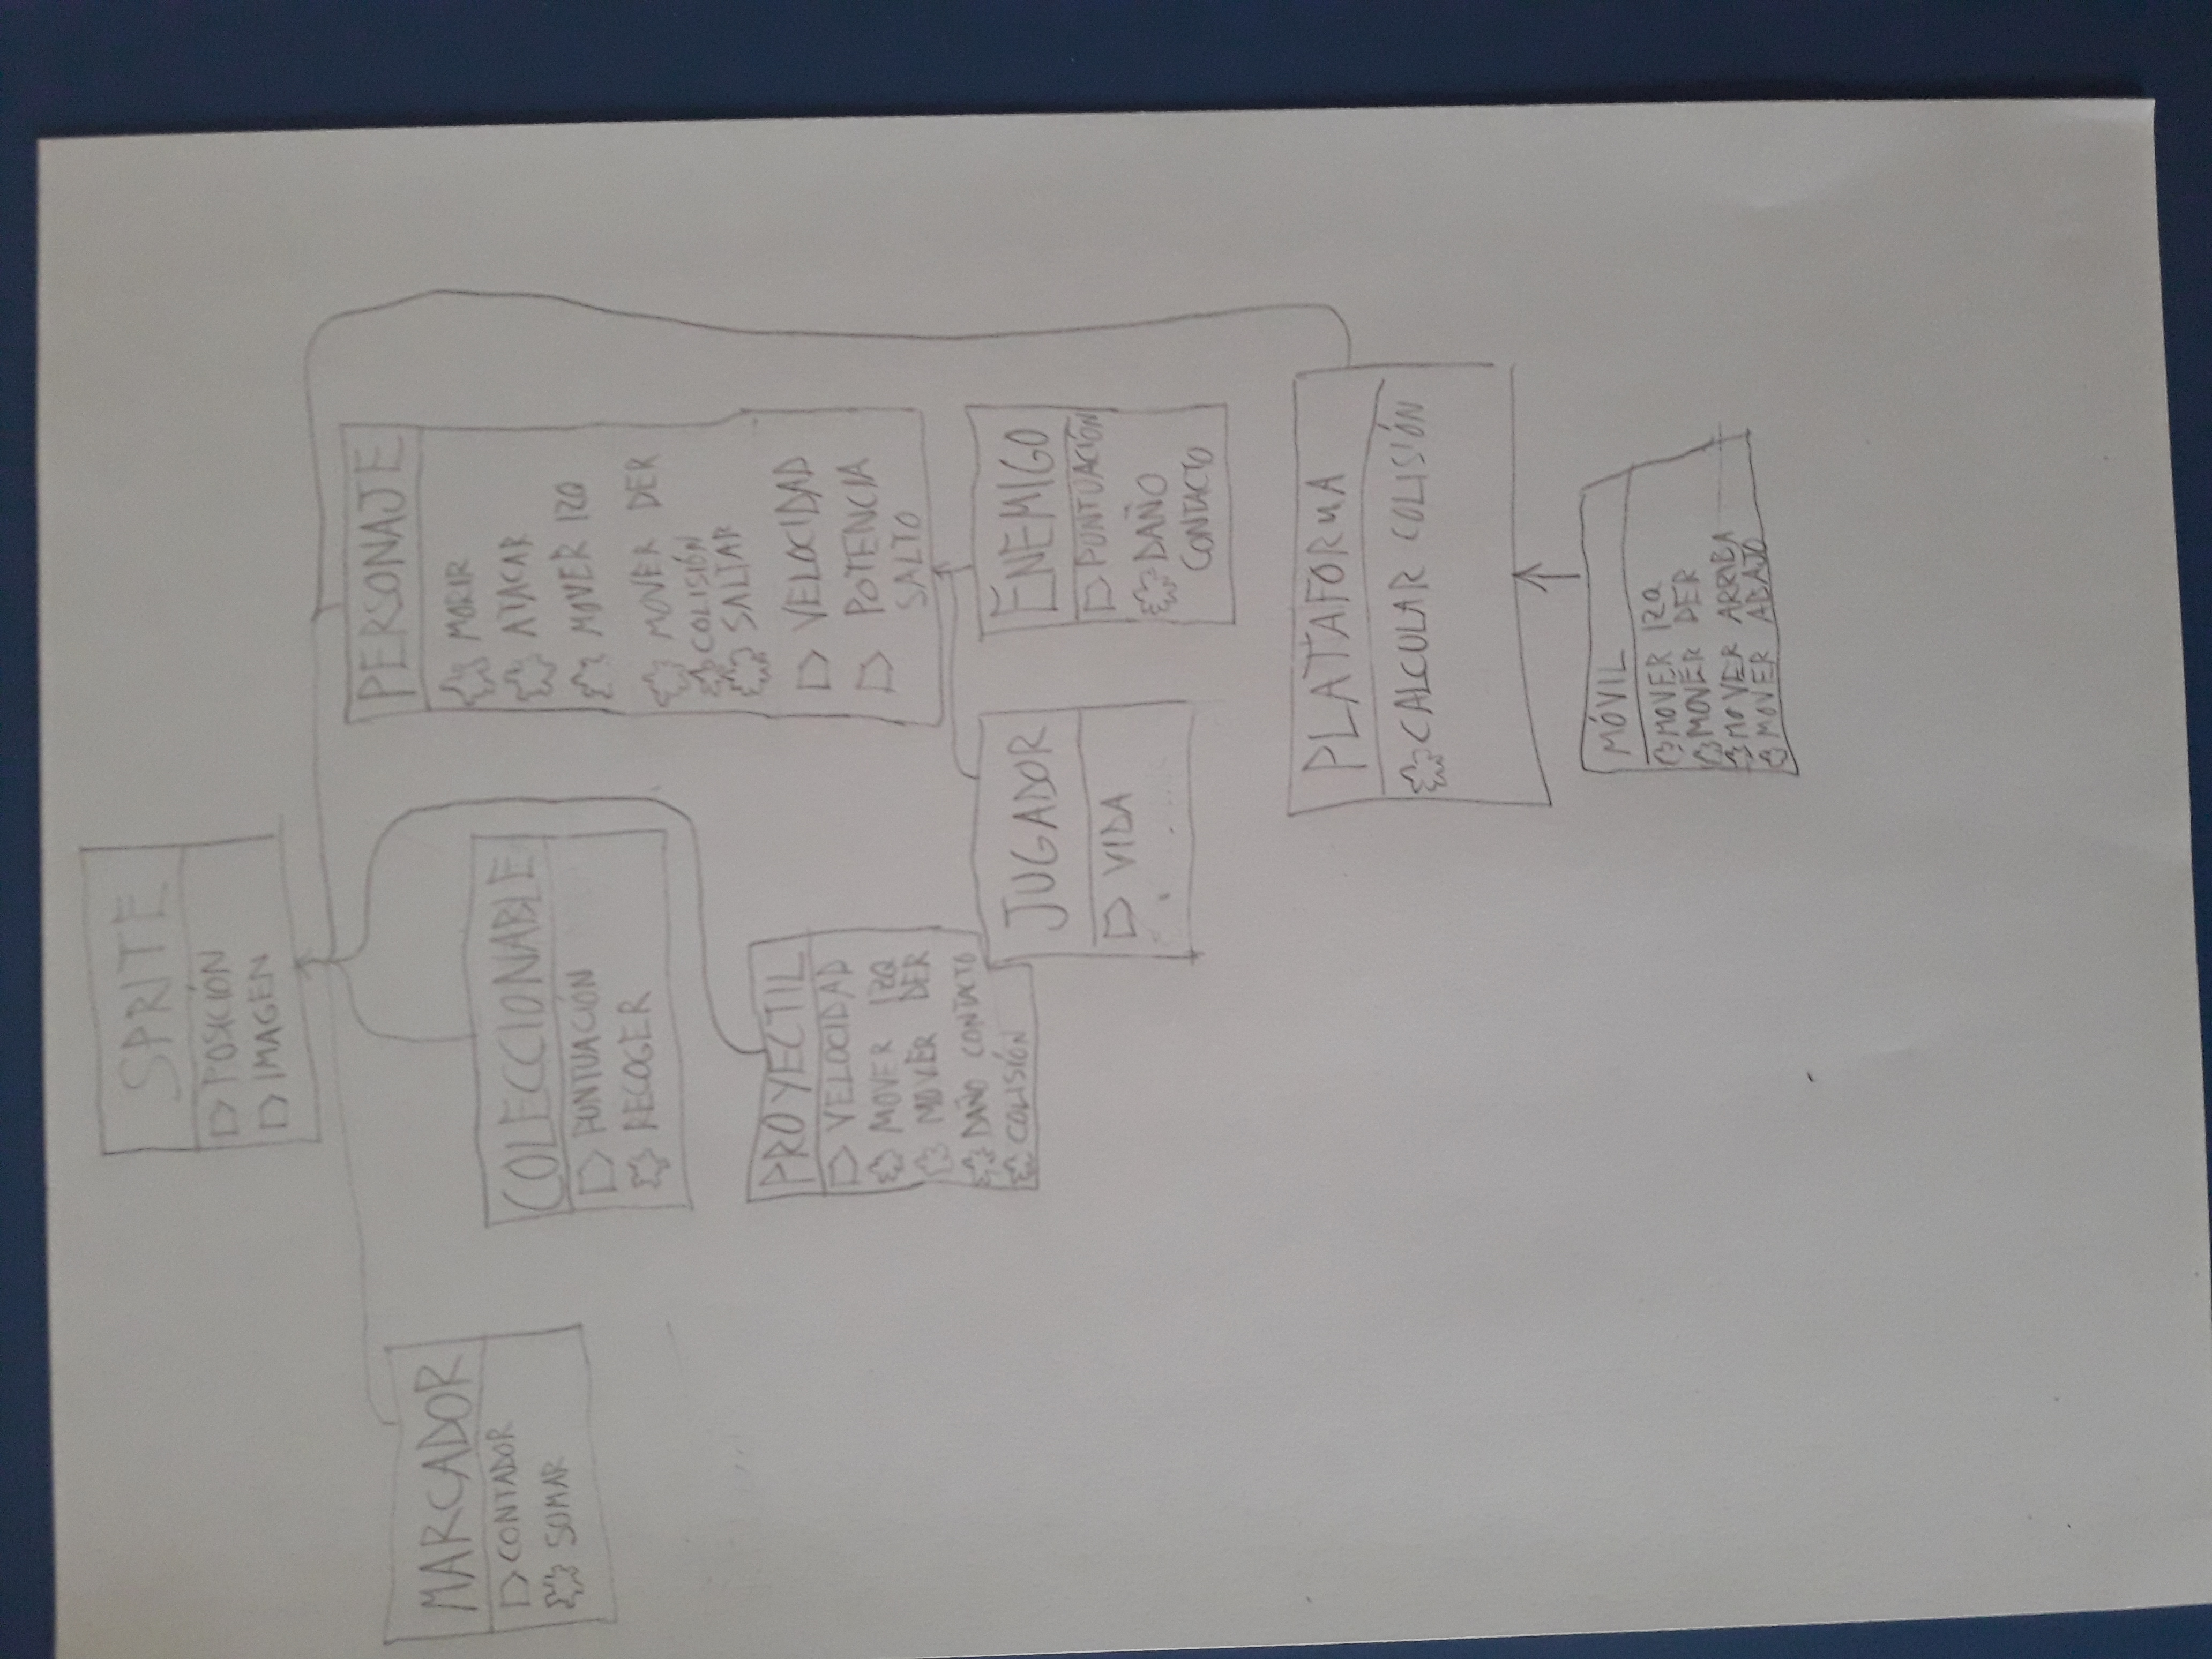 SPRITE
POSICIÓN
IMAGEN
MARCADOR
CONTADOR
SUMAR
COLECCIONABLE
PUNTUACIÓN
RECOGER
PERSONAJE
MORIR
ATACAR
MOVER IZQ
MOVER DER
COLISIÓN
SALTAR
VELOCIDAD
POTENCIA
SALTO
PROYECTIL
VELOCIDAD
MOVER IZQ
MOVER DER
DAÑO CONTACTO
COLISIÓN
JUGADOR
VIDA
ENEMIGO
PUNTUACIÓN
DAÑO
CONTACTO
PLATAFORMA
CALCULAR COLISIÓN
MÓVIL
MOVER IZQ
MOVER DER
MOVER ARRIBA
MOVER ABAJO